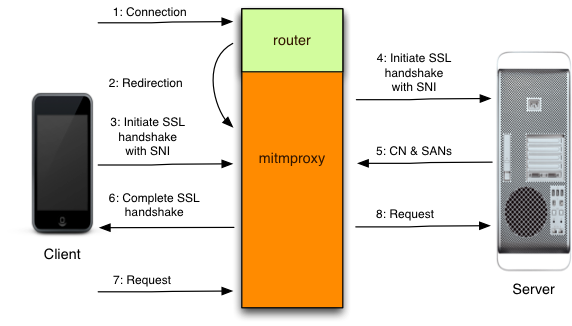 1: Connection
router
2: Redirection
3: Initiate SSL
handshake
with SNI
mitmproxy
4: Initiate SSL
handshake
with SNI
5: CN & SANs
6: Complete SSL
handshake
7: Request
8: Request
Client
Server